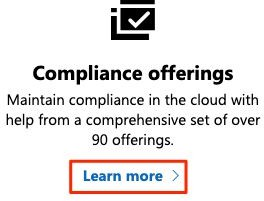 Compliance offerings
Maintain compliance in the cloud with
help from a comprehensive set of over
90 offerings.
Learn more